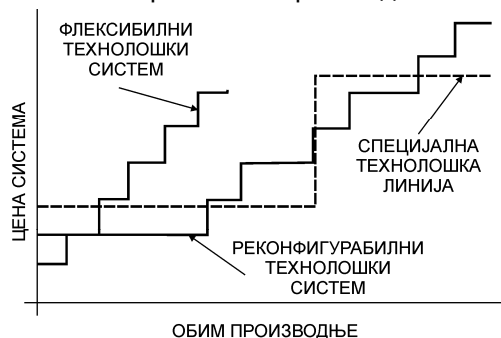 ФЛЕКСИБИЛНИ
ТЕХНОЛОШКИ
СИСТЕМ
СПЕЦИЈАЛНА
ТЕХНОЛОШКА
ЛИНИЈА
РЕКОНФИГУРАБИЛНИ
ТЕХНОЛОШКИ
СИСТЕМ
ЦЕНА СИСТЕМА
ОБИМ ПРОИЗВОДЊЕ